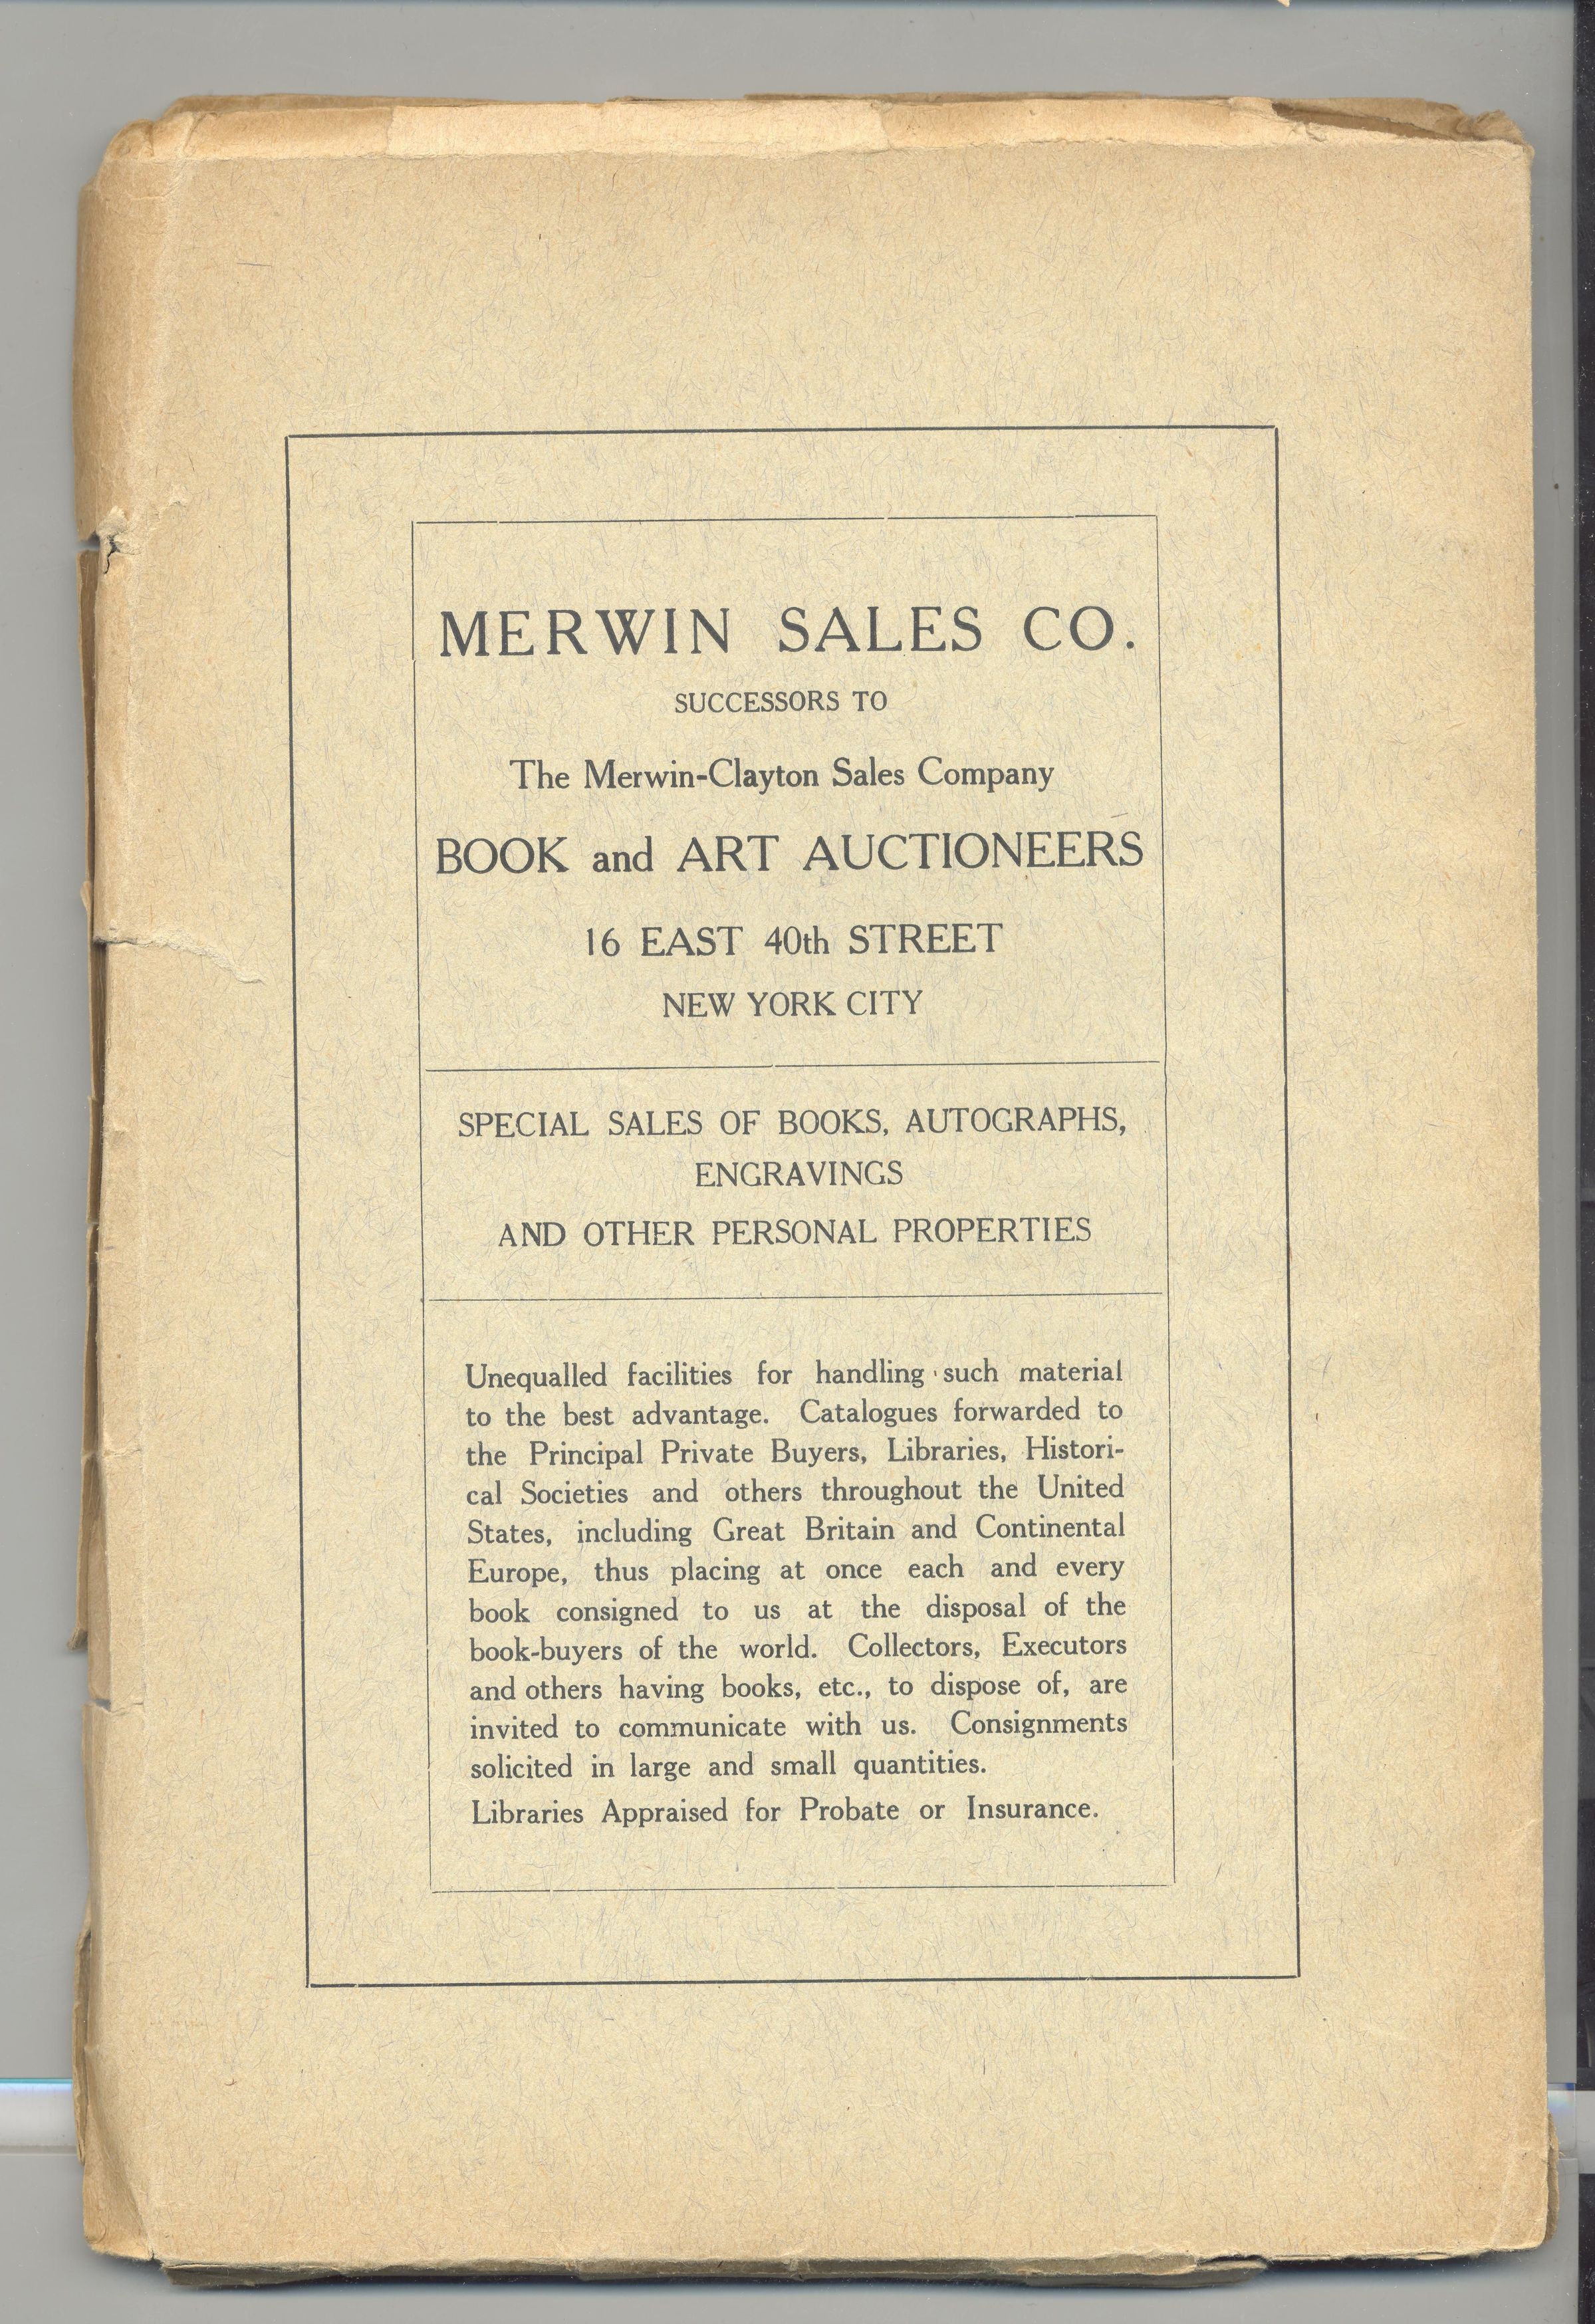 MERWIN SALES CO.
SUCCESSORS TO
The Merwin-Clayton Sales Company
BOOK and ART AUCTIONEERS
16 EAST 40th STREET
NEW YORK CITY
SPECIAL SALES OF BOOKS, AUTOGRAPHS,
ENGRAVINGS
AND OTHER PERSONAL PROPERTIES
Unequalled facilities for handling such material
to the best advantage. Catalogues forwarded to
the Principal Private Buyers, Libraries, Histori-
cal Societies and others throughout the United
States, including Great Britain and Continental
Europe, thus placing at once each and every
book consigned to us at the disposal of the
book-buyers of the world. Collectors, Executors
and others having books, etc., to dispose of, are
invited to communicate with us. Consignments
solicited in large and small quantities.
Libraries Appraised for Probate or Insurance.